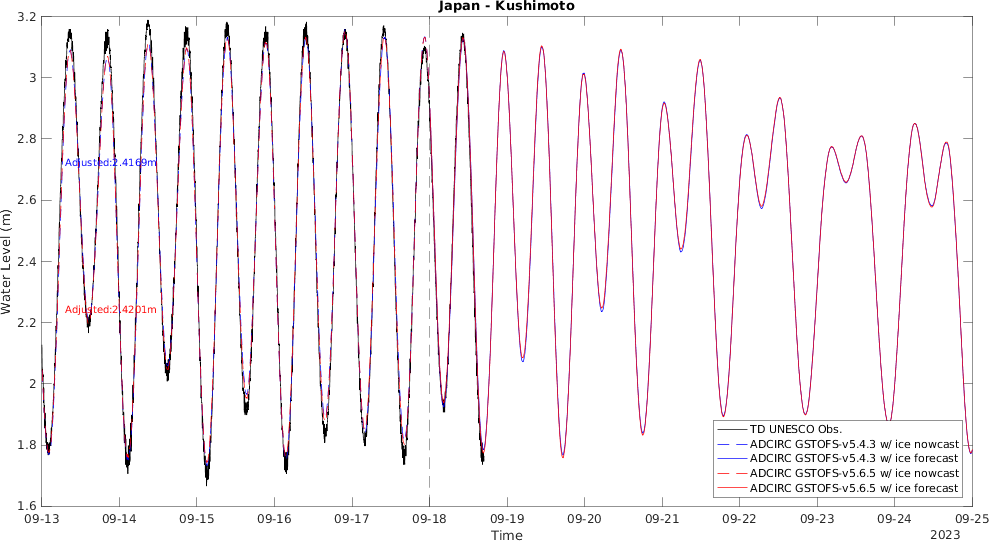 Japan - Kushimoto
3.2
3
2.8
2.6
2.4
2.2
2
1.8
1.6
Water Level (m)
Adjusted:2.4169m
Adjusted:2.4201m
TD UNESCO Obs.
ADCIRC GSTOFS-v5.4.3 w/ ice nowcast
ADCIRC GSTOFS-v5.4.3 w/ ice forecast
ADCIRC GSTOFS-v5.6.5 w/ ice nowcast
ADCIRC GSTOFS-v5.6.5 w/ ice forecast
09-13 09-14 09-15 09-16 09-17 09-18 09-19 09-20 09-21 09-22 09-23 09-24 09-25
Time
2023